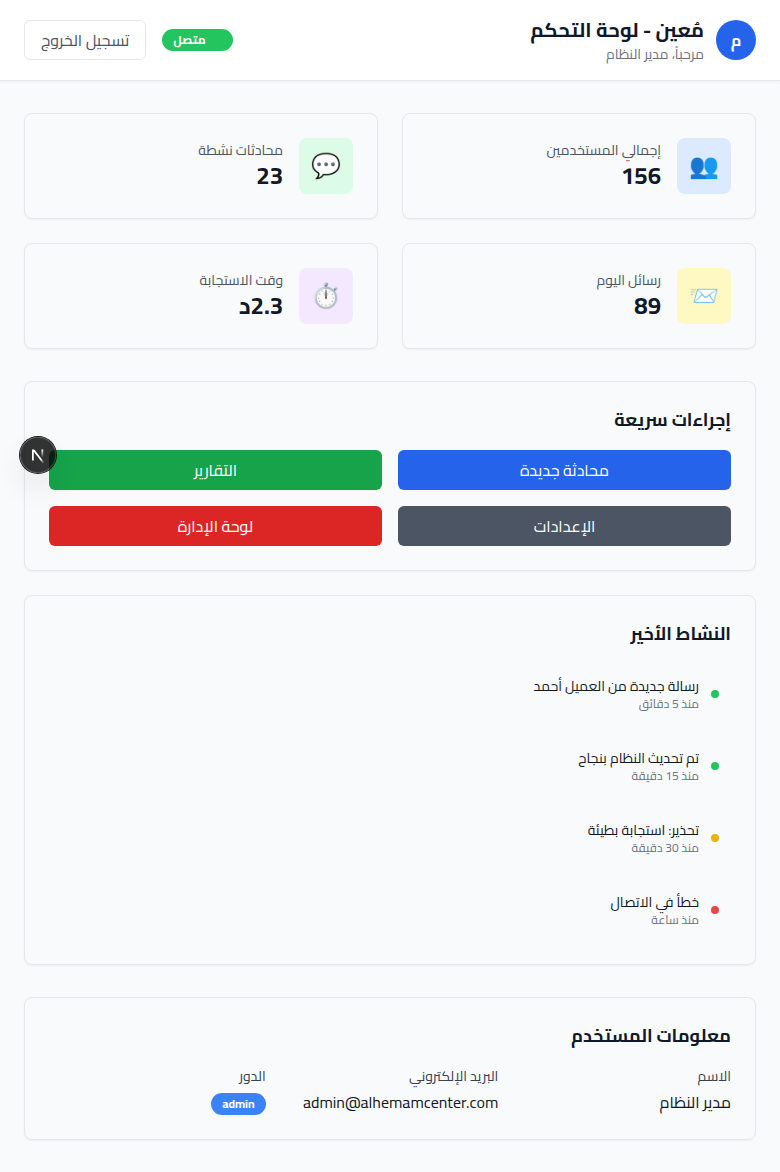 م
مُعين - لوحة التحكم
مرحباً، مدير النظام
متصل
تسجيل الخروج
إجمالي المستخدمين
156
محادثات نشطة
23
رسائل اليوم
89
وقت الاستجابة
2.3د
إجراءات سريعة
محادثة جديدة
التقارير
N
الإعدادات
لوحة الإدارة
النشاط الأخير
رسالة جديدة من العميل أحمد
منذ 5 دقائق
تم تحديث النظام بنجاح
منذ 15 دقيقة
تحذير: استجابة بطيئة
منذ 30 دقيقة
خطأ في الاتصال
منذ ساعة
معلومات المستخدم
الاسم
مدير النظام
البريد الإلكتروني
admin@alhemamcenter.com
الدور
admin